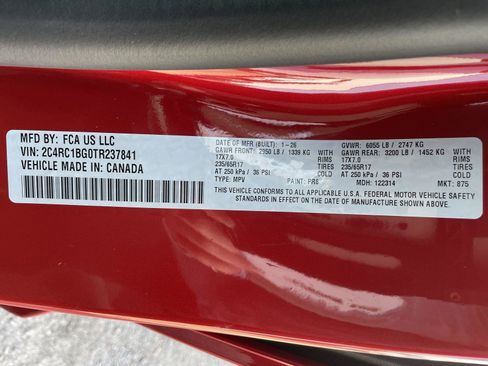 MFD BY: FCA US LLC
VIN: 2C4RC1BG0TR237841
VEHICLE MADE IN: CANADA
DATE OF MFR (BUILT): 1-26 GVWR: 6055 LB / 2747 KG
GAWR FRONT: 2950 LB / 1339 KG WITH GAWR REAR: 3200 LB / 1452 KG WITH
17X7.0 RIMS 17X7.0 RIMS
235/65R17 TIRES 235/65R17 TIRES
AT 250 kPa / 36 PSI COLD AT 250 kPa / 36 PSI COLD
TYPE: MPV PAINT: PR6 MDH: 122314 MKT: 875
THIS VEHICLE CONFORMS TO ALL APPLICABLE U.S.A. FEDERAL MOTOR VEHICLE SAFETY
STANDARDS IN EFFECT ON THE DATE OF MANUFACTURE SHOWN ABOVE.